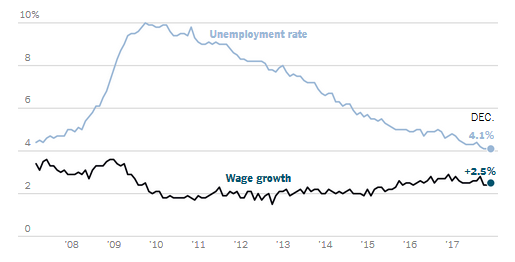 10%
Unemployment rate
8
6
DEC.
4.1%
4
+2.5%
Wage growth
2
0
'08 '09 '10 '11 '12 '13 '14 '15 '16 '17